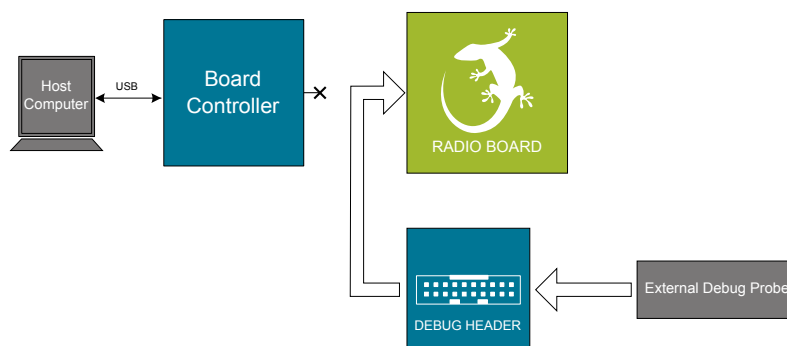 Host
Computer
USB
Board
Controller
RADIO BOARD
DEBUG HEADER
External Debug Probe